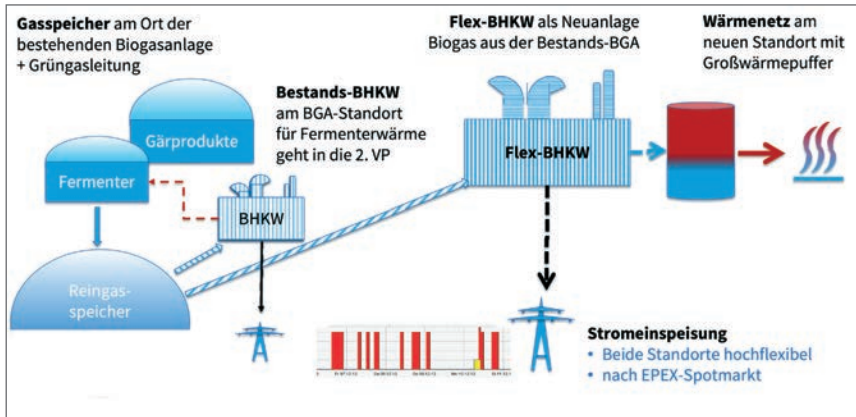 Gasspeicher am Ort der
bestehenden Biogasanlage
+ Grüngasleitung
Bestands-BHKW
am BGA-Standort
für Fermenterwärme
geht in die 2. VP
Flex-BHKW als Neuanlage
Biogas aus der Bestands-BGA
Wärmenetz am
neuen Standort mit
Großwärmepuffer
Gärprodukte
Fermenter
BHKW
Flex-BHKW
Reingas-
speicher
Stromeinspeisung
• Beide Standorte hochflexibel
• nach EPEX-Spotmarkt